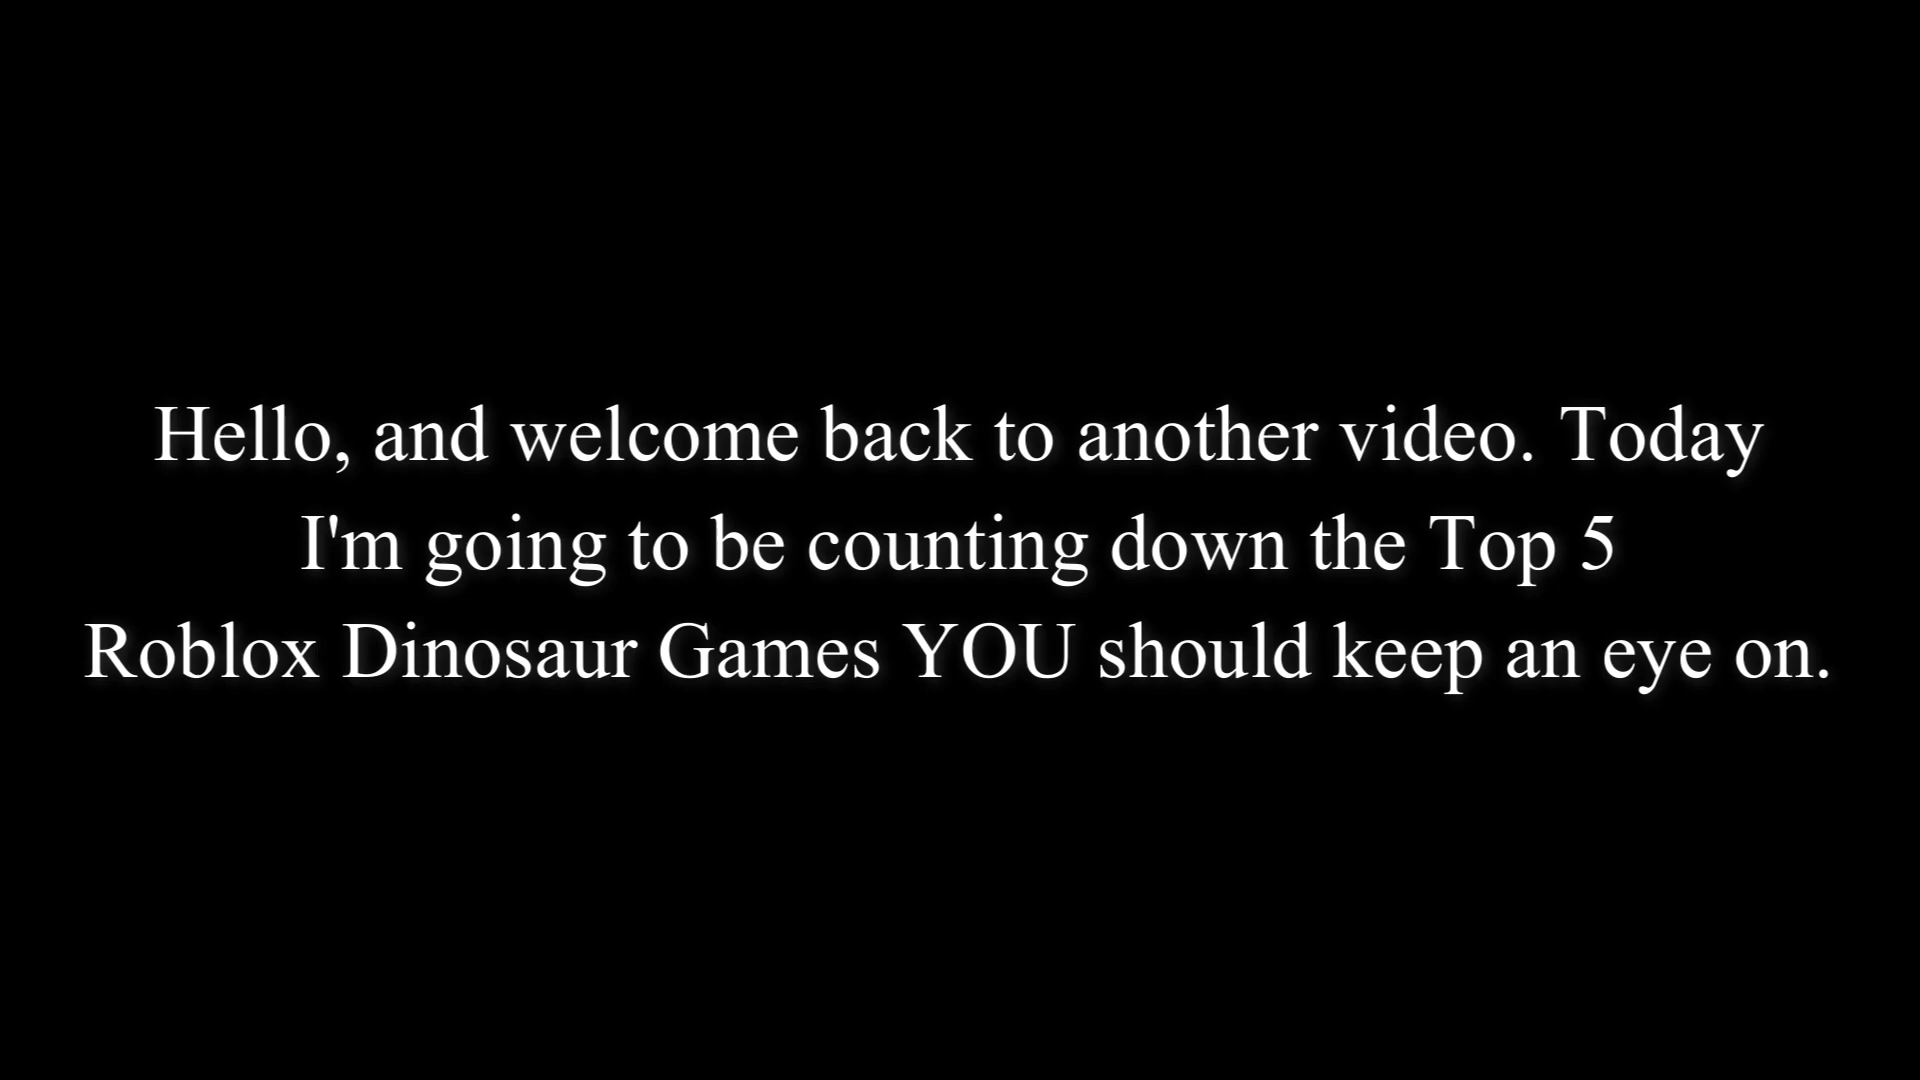 Hello, and welcome back to another video. Today
I'm going to be counting down the Top 5
Roblox Dinosaur Games YOU should keep an eye on.